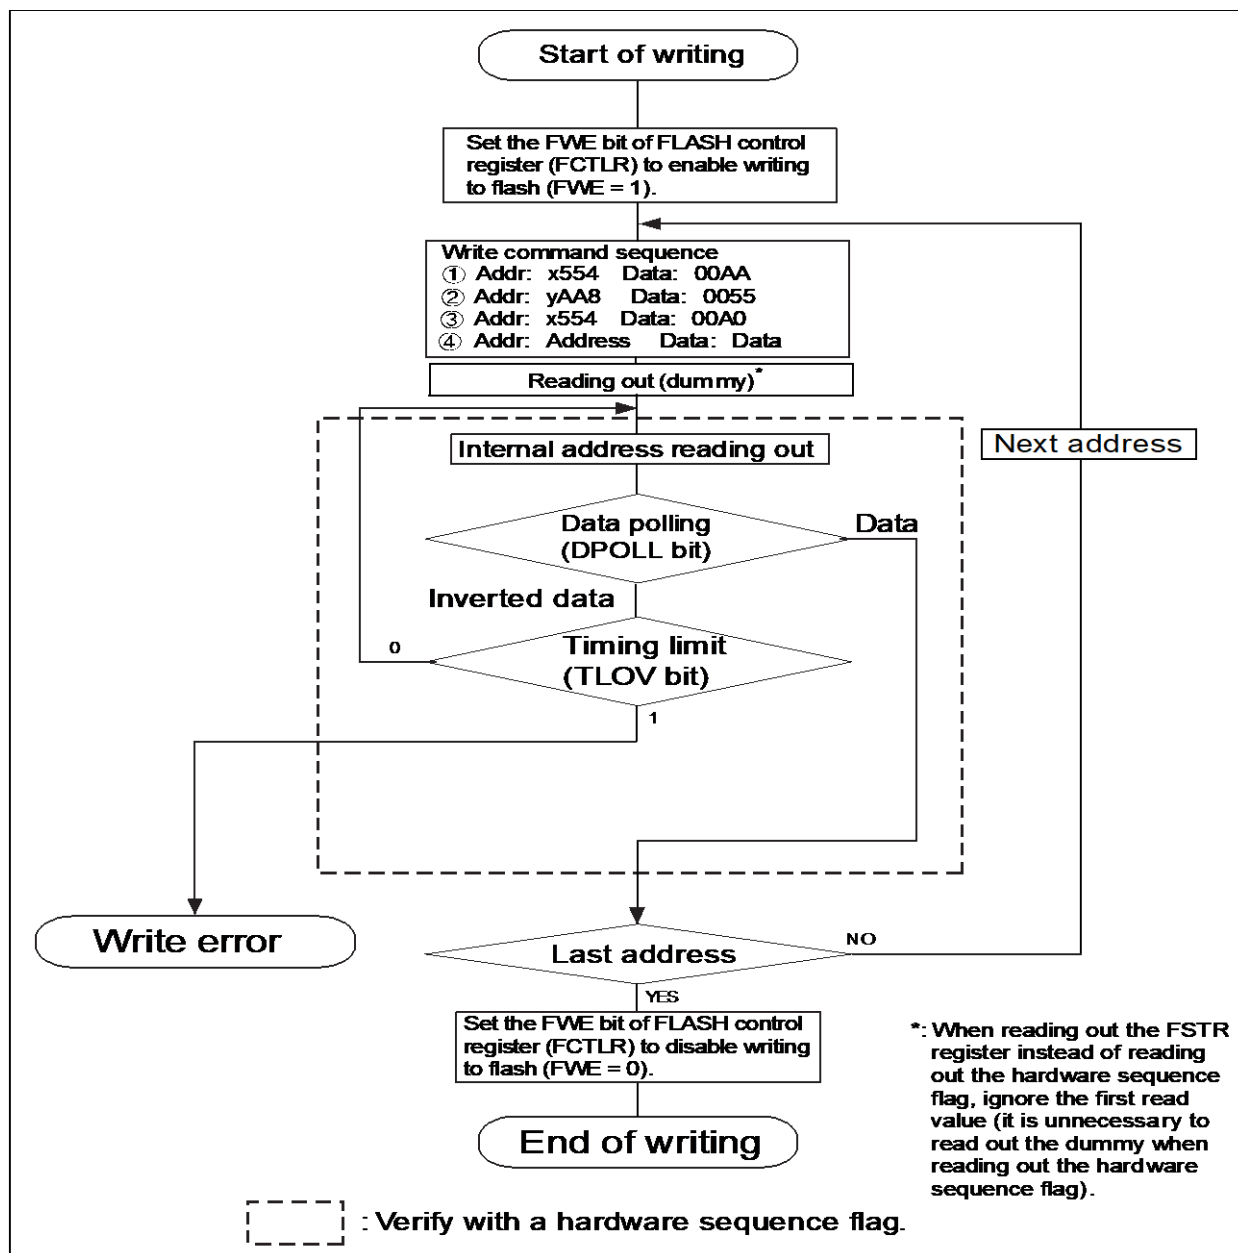 Start of writing
Set the FWE bit of FLASH control
register (FCTLR) to enable writing
to flash (FWE = 1).
Write command sequence
① Addr: x554 Data: 00AA
② Addr: yAA8 Data: 0055
③ Addr: x554 Data: 00A0
④ Addr: Address Data: Data
Reading out (dummy)*
Next address
Internal address reading out
Data polling
(DPOLL bit)
Data
Inverted data
Timing limit
(TLOV bit)
0
1
Write error
Last address
NO
YES
Set the FWE bit of FLASH control
register (FCTLR) to disable writing
to flash (FWE = 0).
End of writing
*: When reading out the FSTR
register instead of reading
out the hardware sequence
flag, ignore the first read
value (it is unnecessary to
read out the dummy when
reading out the hardware
sequence flag).
: Verify with a hardware sequence flag.